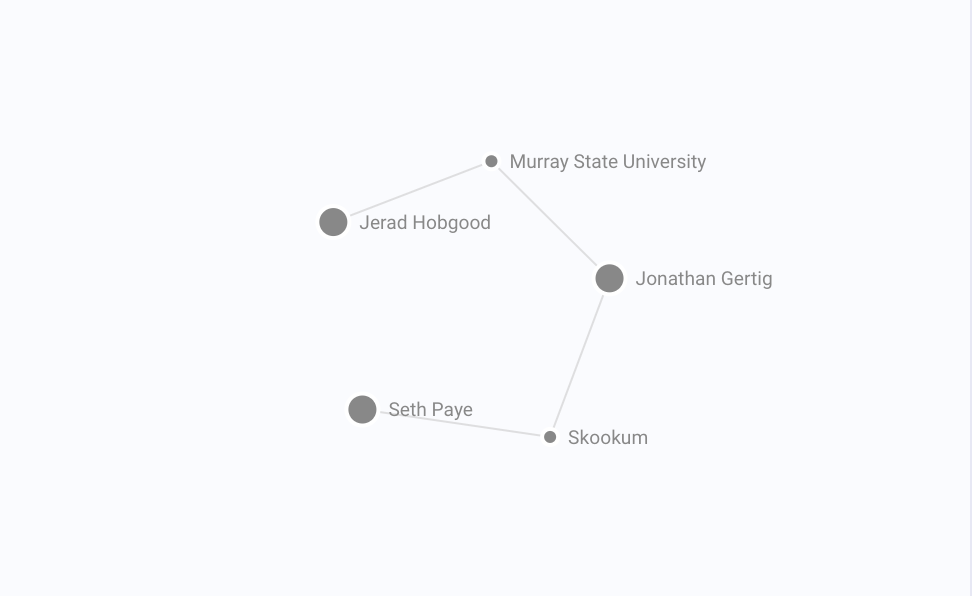 Murray State University
Jerad Hobgood
Jonathan Gertig
Seth Paye
Skookum